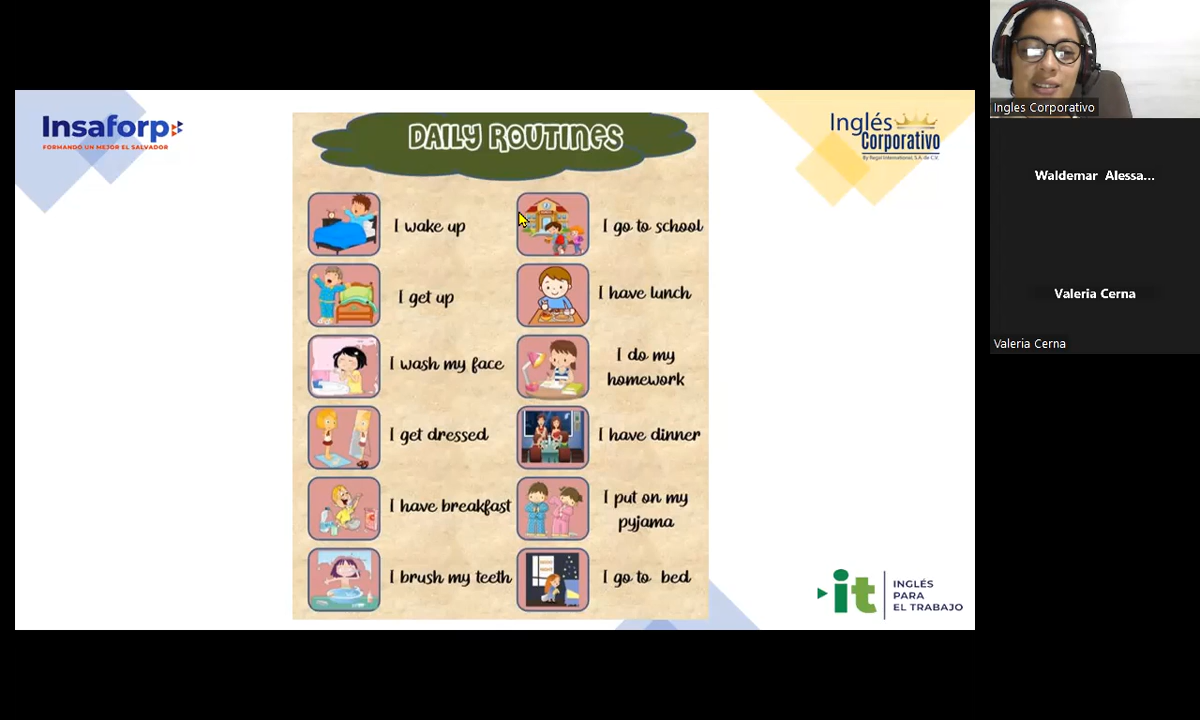 Insaforp
FORMANDO UN MEJOR EL SALVADOR
DAILY ROUTINES
Inglés
Corporativo
By Regal International, S.A. de C.V.
I wake up
I get up
I wash my face
I get dressed
I have breakfast
I brush my teeth
I go to school
I have lunch
I do my
homework
I have dinner
I put on my
pyjama
I go to bed
it
INGLÉS
PARA
EL TRABAJO
Ingles Corporativo
Waldemar Alessa...
Valeria Cerna
Valeria Cerna